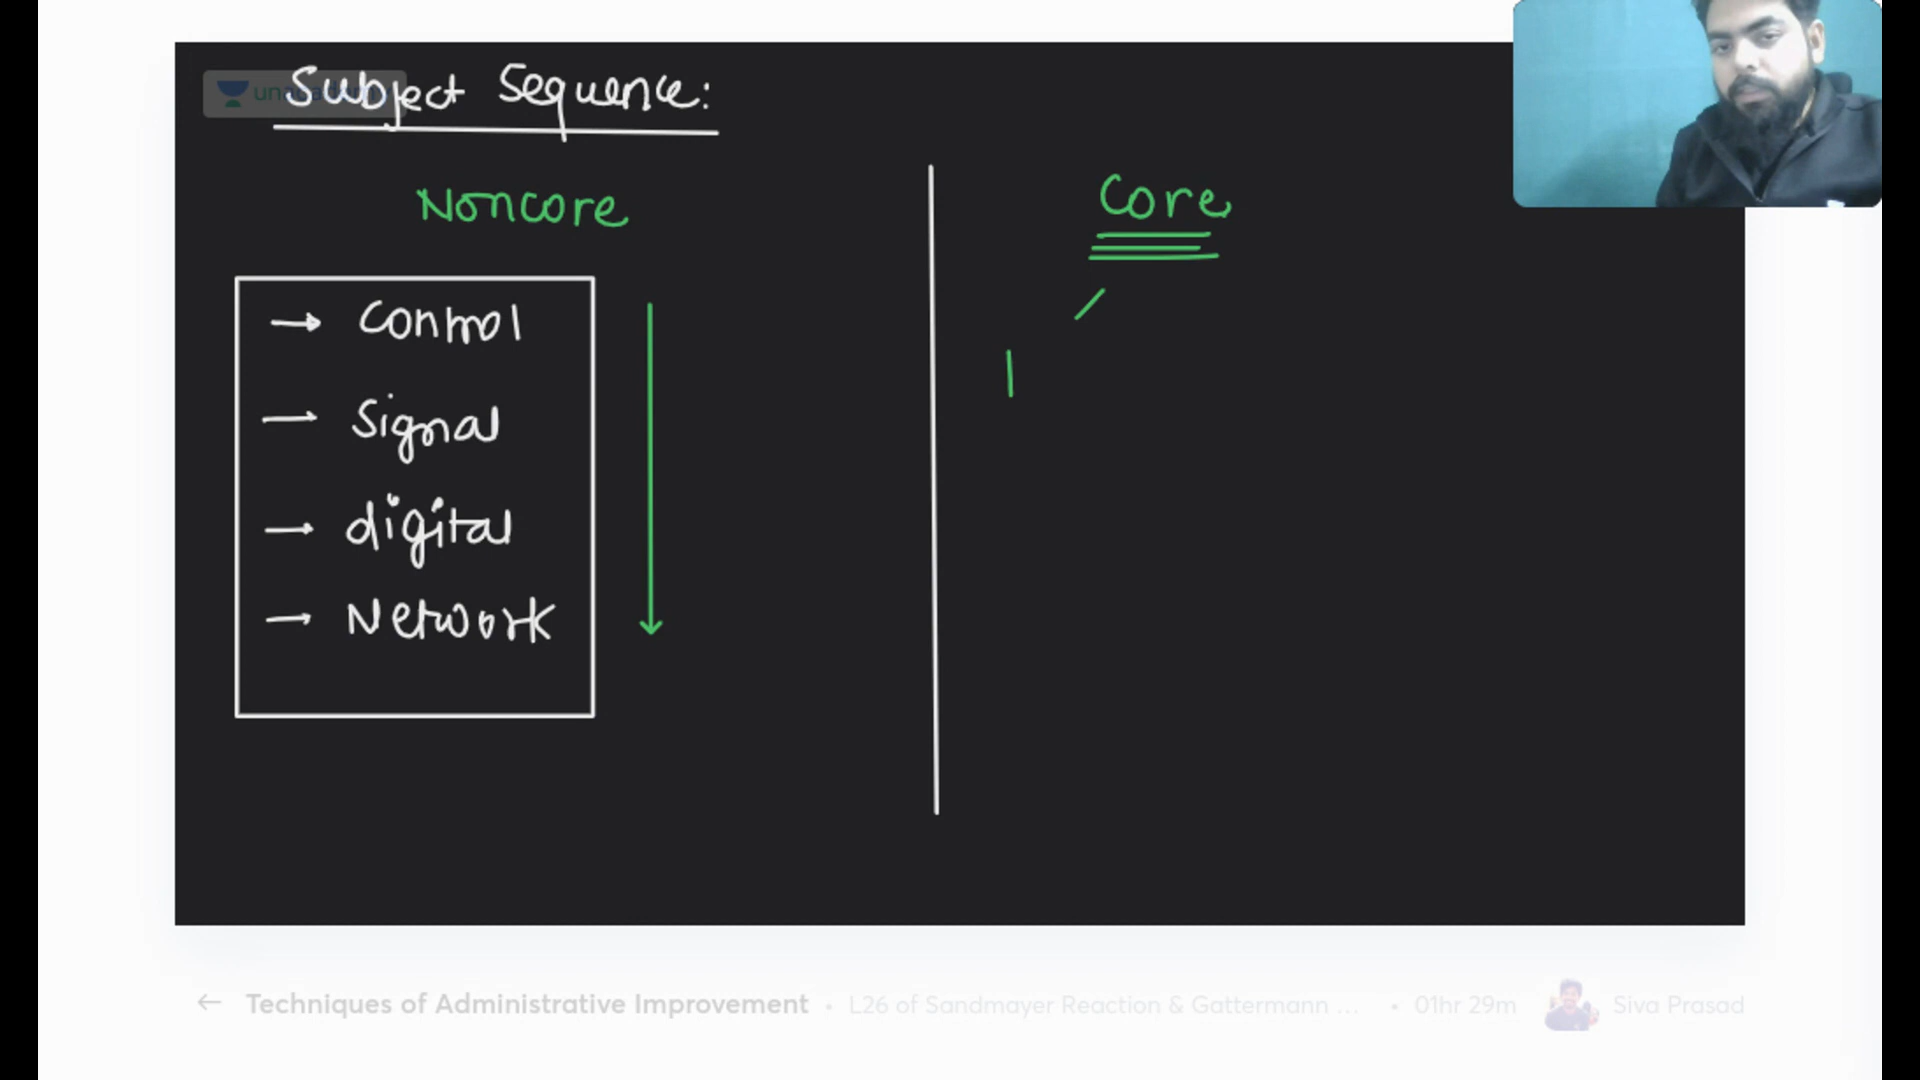 Subject Sequence:
unacademy
Noncore
Core
→ Control
→ Signal
→ digital
→ Network
← Techniques of Administrative Improvement • L26 of Sandmayer Reaction & Gattermann ... • 01hr 29m Siva Prasad